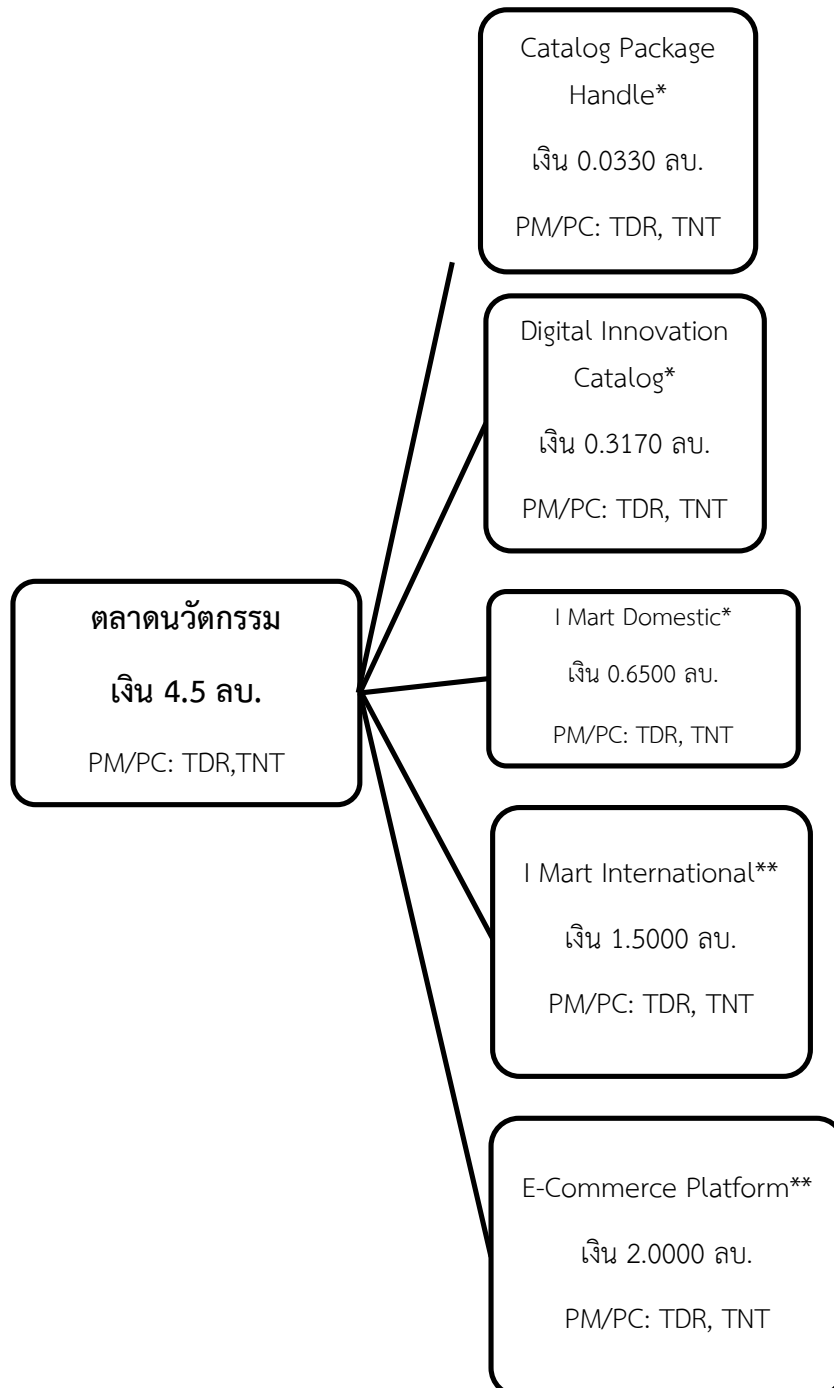 Catalog Package
Handle*
เงิน 0.0330 ลบ.
PM/PC: TDR, TNT
Digital Innovation
Catalog*
เงิน 0.3170 ลบ.
PM/PC: TDR, TNT
ตลาดนวัตกรรม
เงิน 4.5 ลบ.
PM/PC: TDR,TNT
I Mart Domestic*
เงิน 0.6500 ลบ.
PM/PC: TDR, TNT
I Mart International**
เงิน 1.5000 ลบ.
PM/PC: TDR, TNT
E-Commerce Platform**
เงิน 2.0000 ลบ.
PM/PC: TDR, TNT